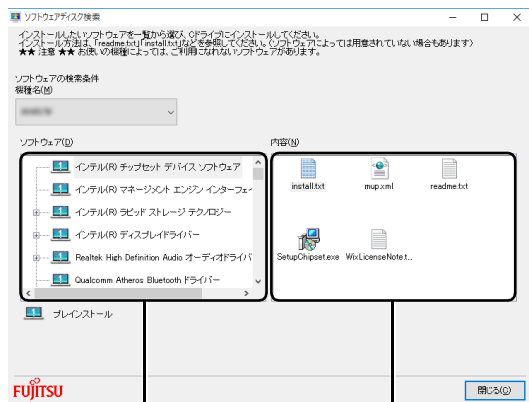 ソフトウェアディスク検索
インストールしたいソフトウェアを一覧から選び、Cドライブにインストールしてください。
インストール方法は、「readme.txt」「install.txt」などを参照してください。（ソフトウェアによっては用意されていない場合もあります）
★★ 注意 ★★ お使いの機種によっては、ご利用になれないソフトウェアがあります。
ソフトウェアの検索条件
機種名(M)
ソフトウェア(D)
内容(N)
インテル(R) チップセット デバイス ソフトウェア
インテル(R) マネージメント エンジン インターフェイ
インテル(R) ラピッド ストレージ テクノロジー
インテル(R) ディスプレイドライバー
Realtek High Definition Audio オーディオドライバ
Qualcomm Atheros Bluetooth ドライバー
install.txt
mup.xml
readme.txt
SetupChipset.exe
WixLicenseNote.t...
プレインストール
FUJITSU
閉じる(C)